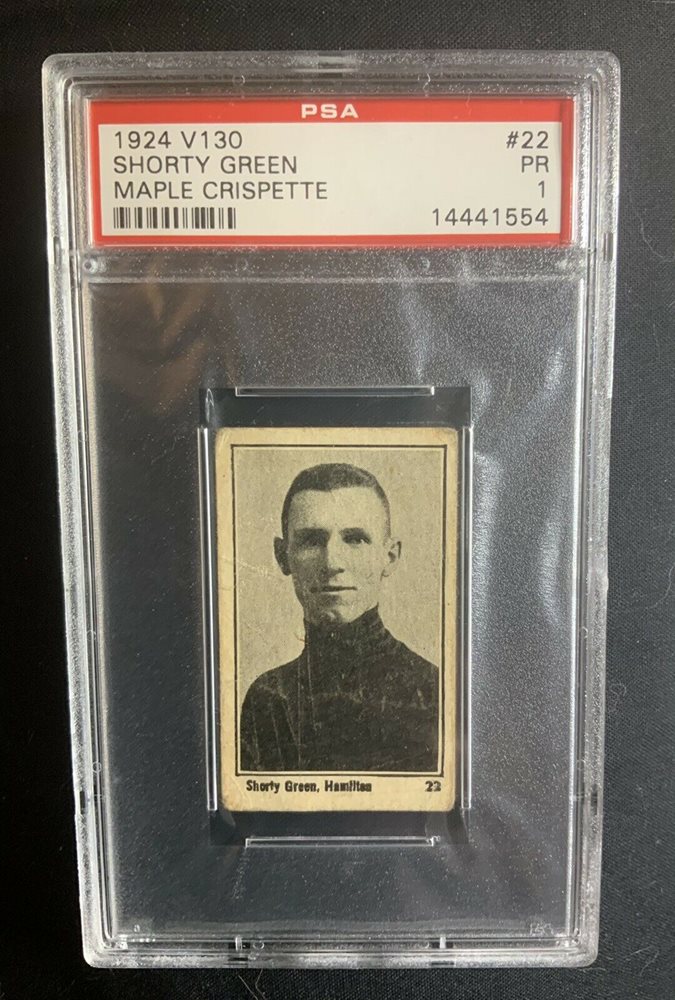 PSA
1924 V130 #22
SHORTY GREEN PR
MAPLE CRISPETTE 1
14441554
Shorty Green, Hamilton 22